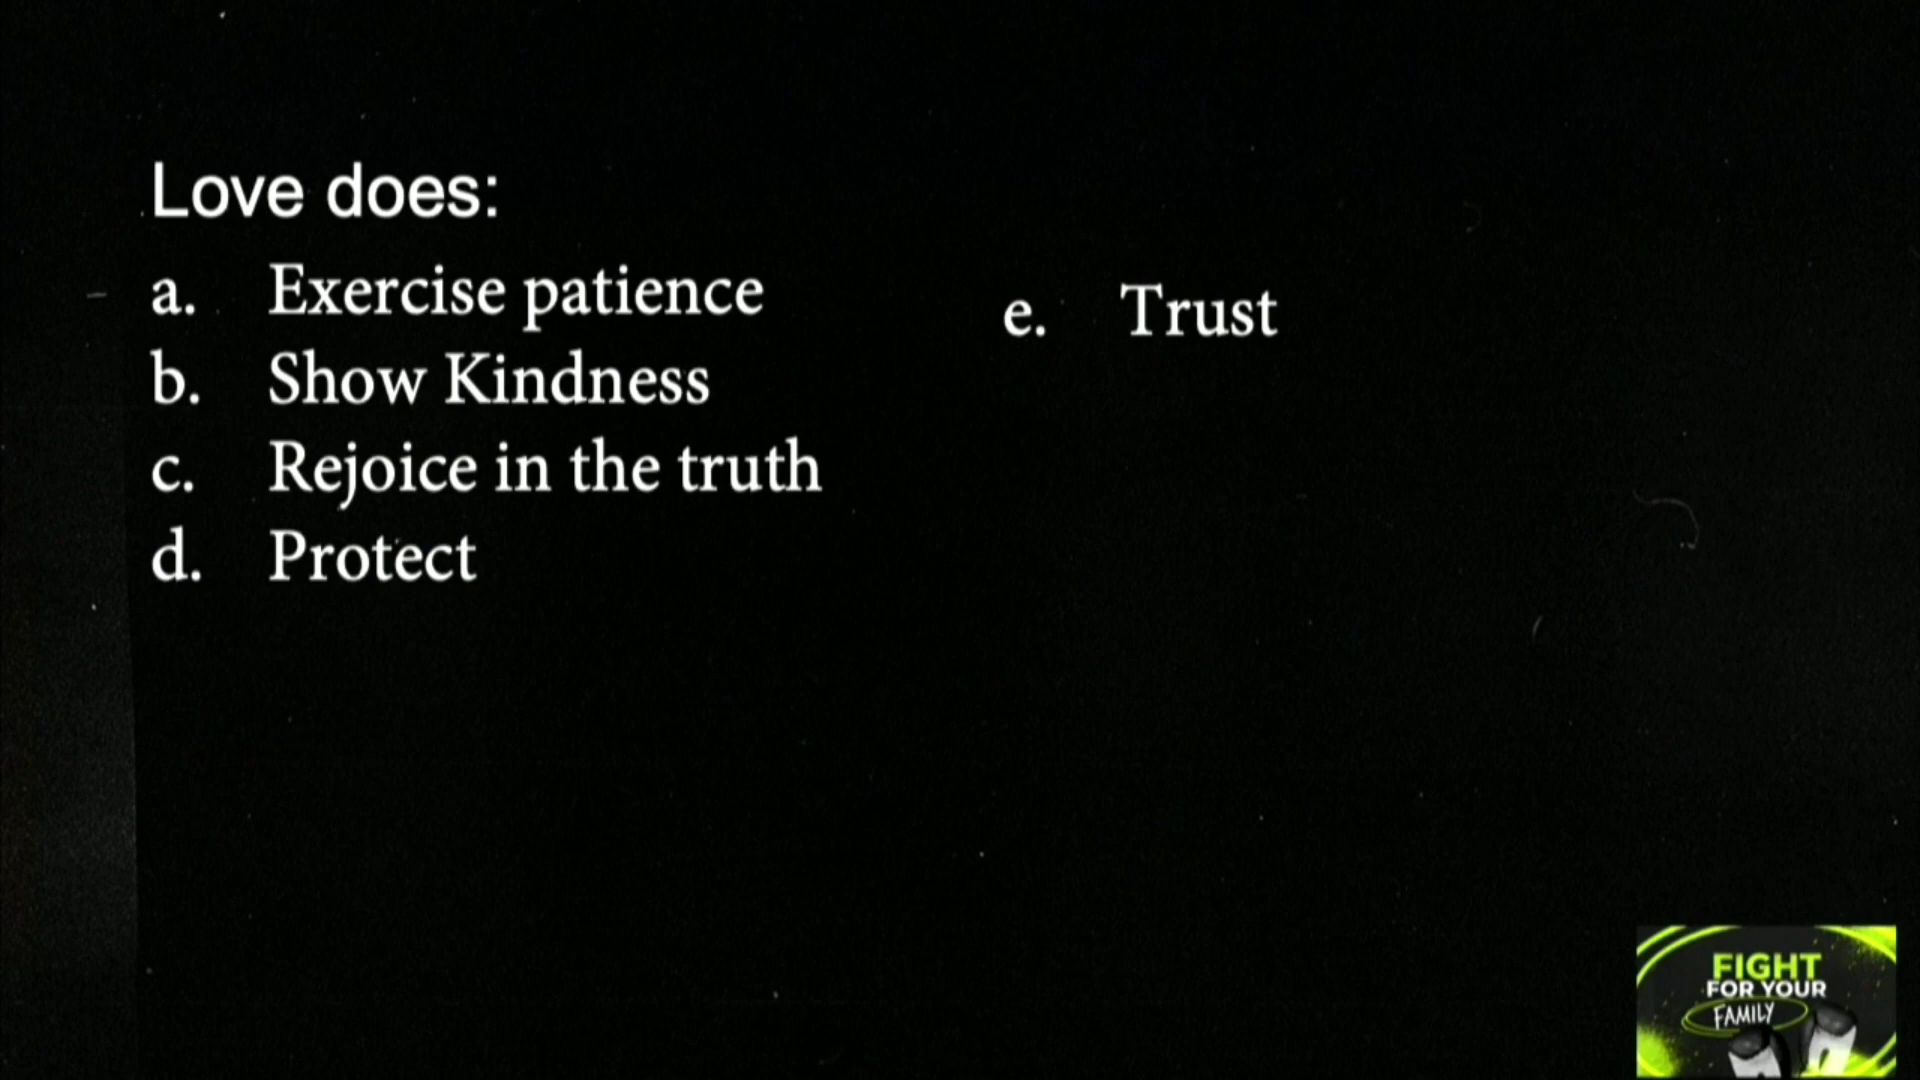 Love does:
a. Exercise patience
b. Show Kindness
c. Rejoice in the truth
d. Protect
e. Trust
FIGHT
FOR YOUR
FAMILY